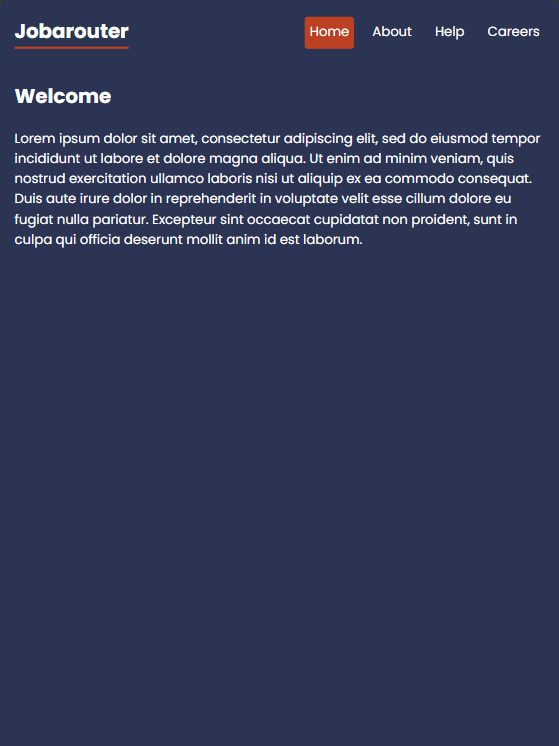 Jobarouter
Home About Help Careers
Welcome
Lorem ipsum dolor sit amet, consectetur adipiscing elit, sed do eiusmod tempor
incididunt ut labore et dolore magna aliqua. Ut enim ad minim veniam, quis
nostrud exercitation ullamco laboris nisi ut aliquip ex ea commodo consequat.
Duis aute irure dolor in reprehenderit in voluptate velit esse cillum dolore eu
fugiat nulla pariatur. Excepteur sint occaecat cupidatat non proident, sunt in
culpa qui officia deserunt mollit anim id est laborum.